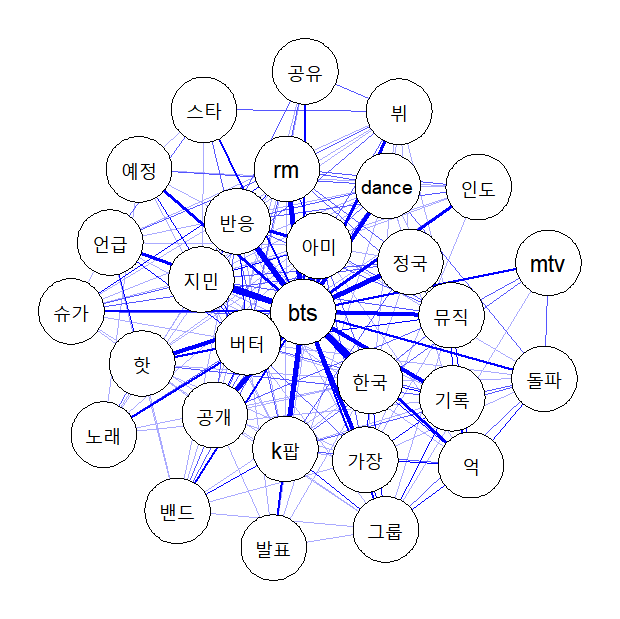 공유
스타
뷔
예정
rm
dance
인도
반응
언급
아미
정국
mtv
지민
슈가
bts
뮤직
버터
핫
한국
돌파
노래
공개
기록
k팝
가장
억
밴드
그룹
발표